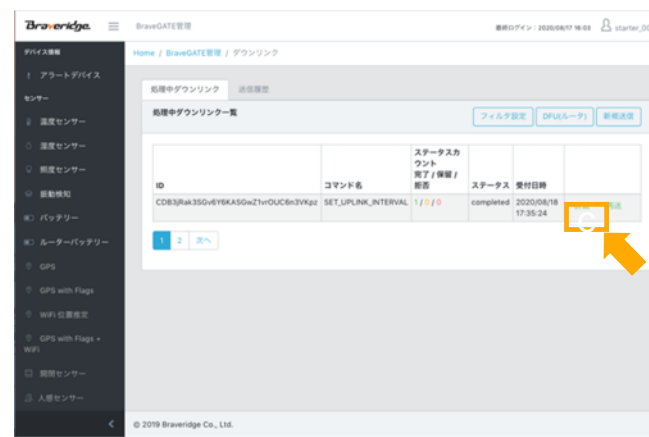 Braveridge.
BraveGATE管理
最終ログイン : 2020/08/17 16:03
starter_00
デバイス情報
Home / BraveGATE管理 / ダウンリンク
! アラートデバイス
センサー
温度センサー
湿度センサー
照度センサー
振動検知
バッテリー
ルーターバッテリー
GPS
GPS with Flags
WiFi 位置推定
GPS with Flags +
WiFi
開閉センサー
人感センサー
処理中ダウンリンク
送信履歴
処理中ダウンリンク一覧
フィルタ設定
DFU(ルータ)
新規送信
ID
コマンド名
ステータスカ
ウント
完了 / 保留 /
拒否
ステータス
受付日時
CDB3jRak3SGv6Y6KASGwZ1vrOUC6n3VKpz
SET_UPLINK_INTERVAL
1 / 0 / 0
completed
2020/08/18
17:35:24
C
1 2 次へ
© 2019 Braveridge Co., Ltd.